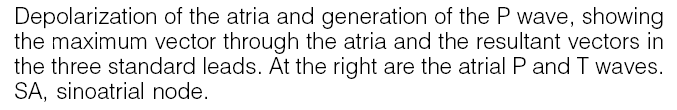 Depolarization of the atria and generation of the P wave, showing
the maximum vector through the atria and the resultant vectors in
the three standard leads. At the right are the atrial P and T waves.
SA, sinoatrial node.